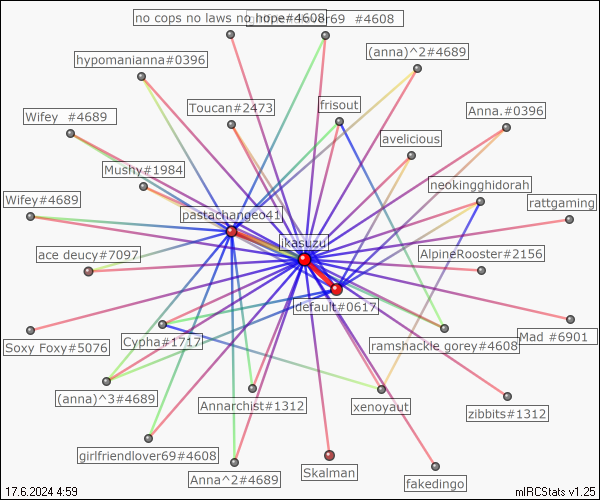 no cops no laws no hope#4608
#4608
(anna)^2#4689
hypomanianna#0396
Toucan#2473
frisout
Anna.#0396
Wifey #4689
avelicious
Mushy#1984
neokingghidorah
Wifey#4689
pastachangeo41
rattgaming
ikasuzu
ace deucy#7097
AlpineRooster#2156
default#0617
Soxy Foxy#5076
Cypha#1717
ramshackle gorey#4608
Mad #6901
(anna)^3#4689
Annarchist#1312
xenoyaut
zibbits#1312
girlfriendlover69#4608
Anna^2#4689
Skalman
fakedingo
17.6.2024 4:59
mIRCStats v1.25